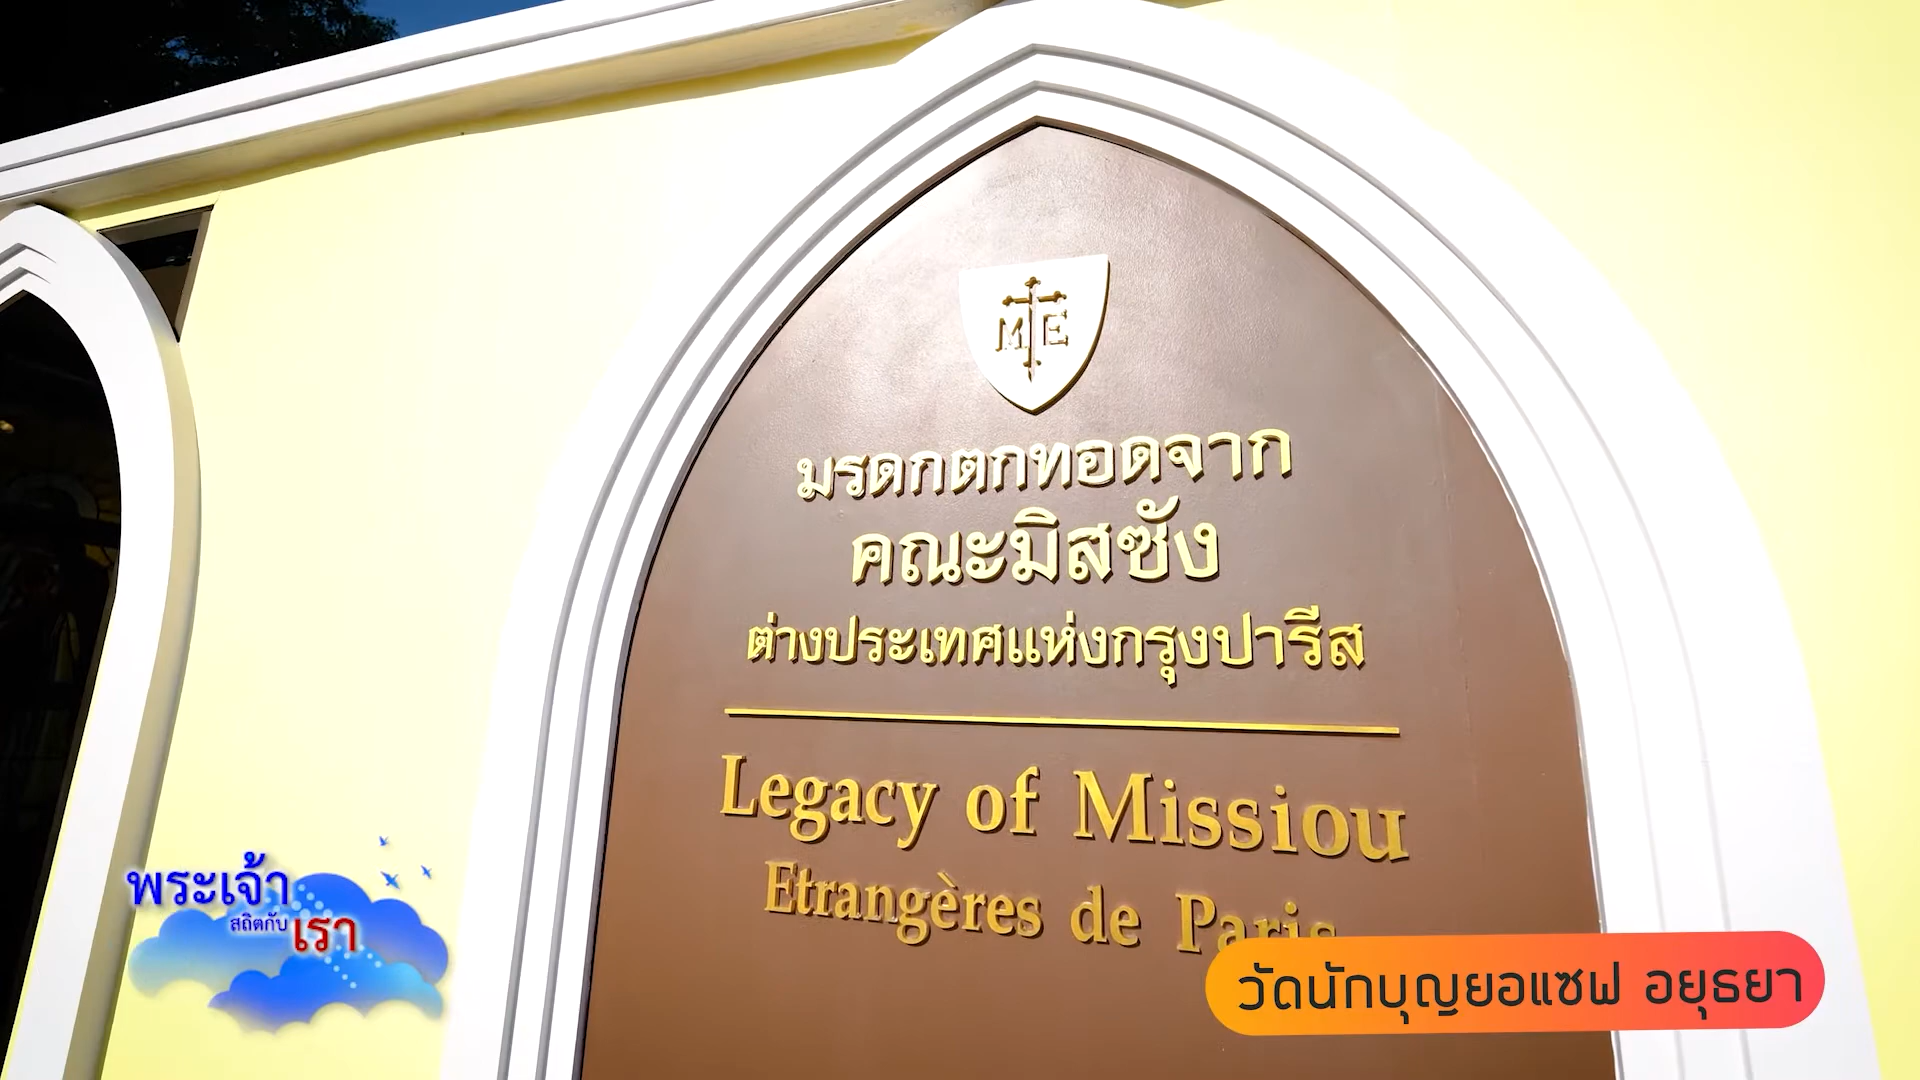 M E
มรดกตกทอดจาก
คณะมิสซัง
ต่างประเทศแห่งกรุงปารีส
Legacy of Missiou
Etrangères de Paris
พระเจ้า
สถิตกับ
เรา
วัดนักบุญยอแซฟ อยุธยา